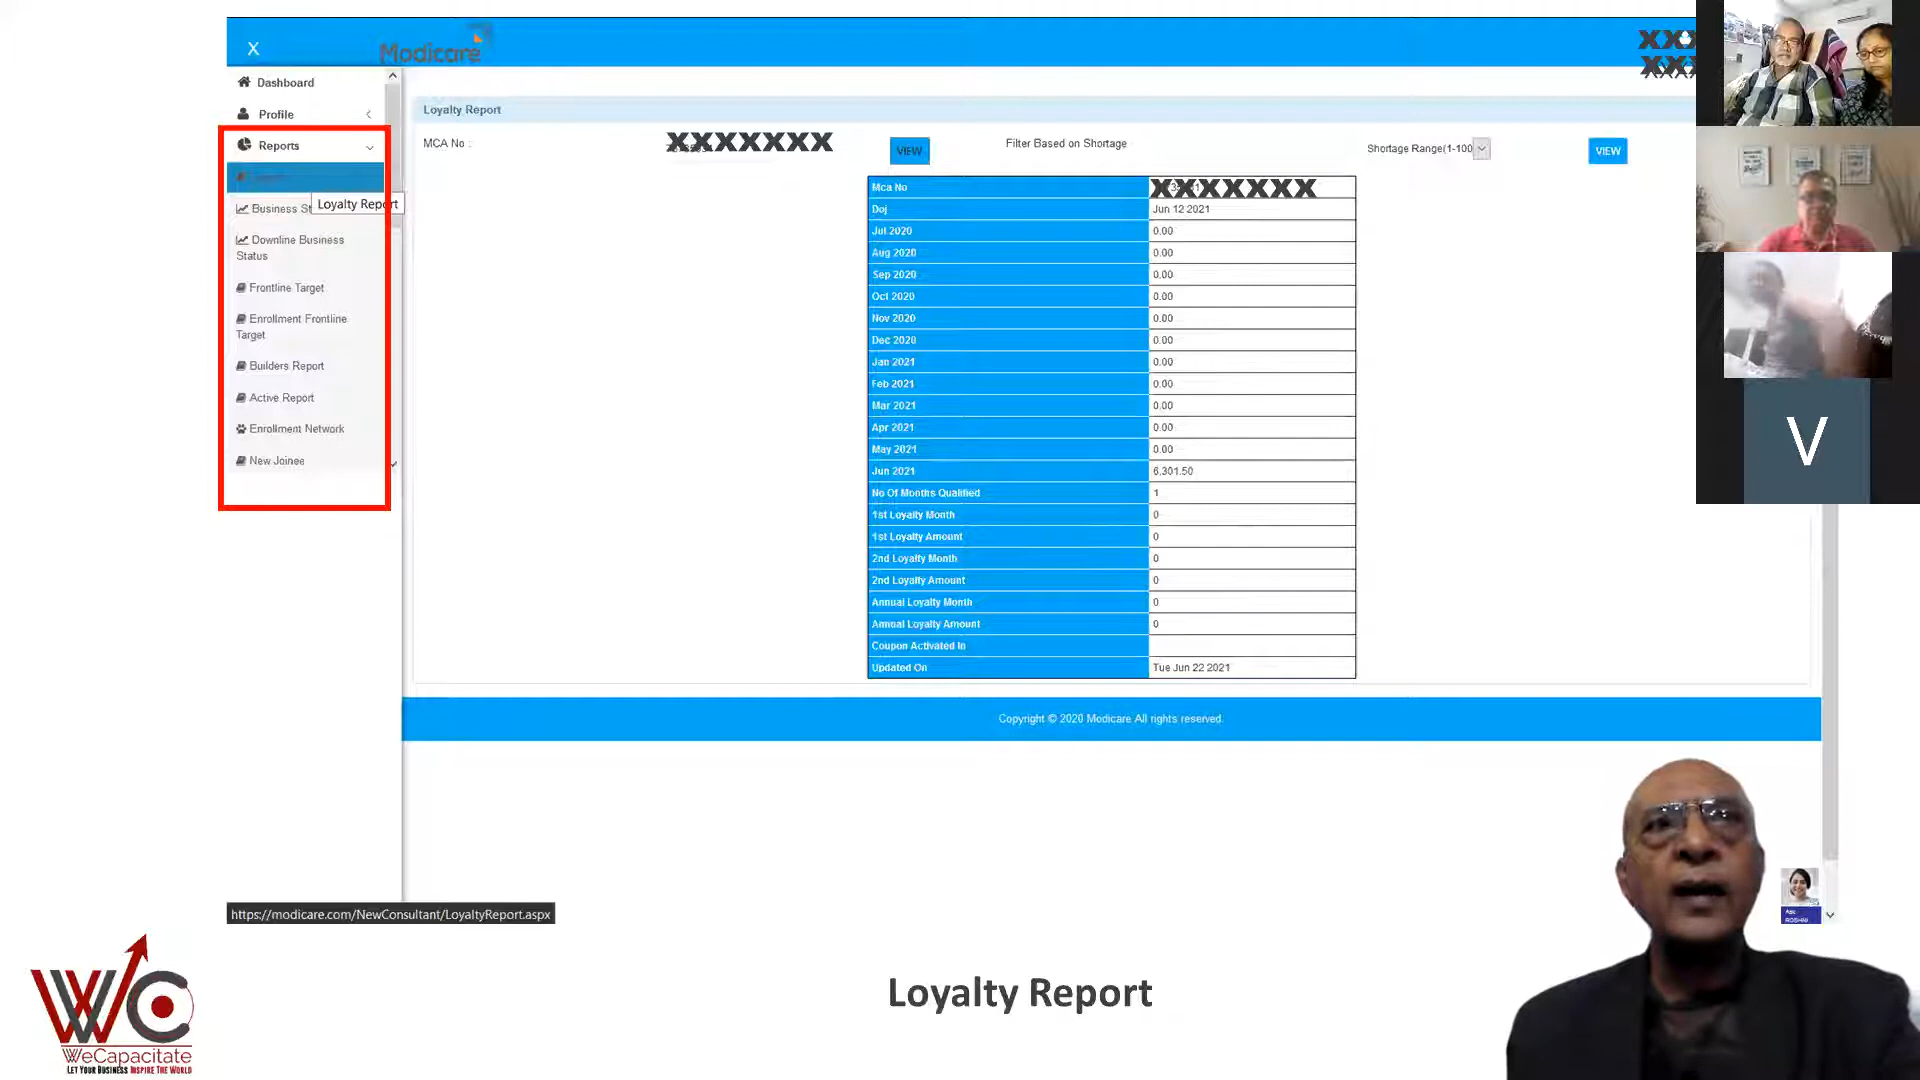 X
Modicare
XXX
XXX
Dashboard
Profile
Reports
Loyalty Report
Business St
Downline Business
Status
Frontline Target
Enrollment Frontline
Target
Builders Report
Active Report
Enrollment Network
New Joinee
Loyalty Report
MCA No :
XXXXXXX
VIEW
Filter Based on Shortage
Shortage Range(1-100
VIEW
Mca No XXXXXXX
Doj Jun 12 2021
Jul 2020 0.00
Aug 2020 0.00
Sep 2020 0.00
Oct 2020 0.00
Nov 2020 0.00
Dec 2020 0.00
Jan 2021 0.00
Feb 2021 0.00
Mar 2021 0.00
Apr 2021 0.00
May 2021 0.00
Jun 2021 6,301.50
No Of Months Qualified 1
1st Loyalty Month 0
1st Loyalty Amount 0
2nd Loyalty Month 0
2nd Loyalty Amount 0
Annual Loyalty Month 0
Annual Loyalty Amount 0
Coupon Activated In
Updated On Tue Jun 22 2021
Copyright © 2020 Modicare All rights reserved.
V
https://modicare.com/NewConsultant/LoyaltyReport.aspx
Ask
ROSHNI
Loyalty Report
WC
WeCapacitate
LET YOUR BUSINESS INSPIRE THE WORLD